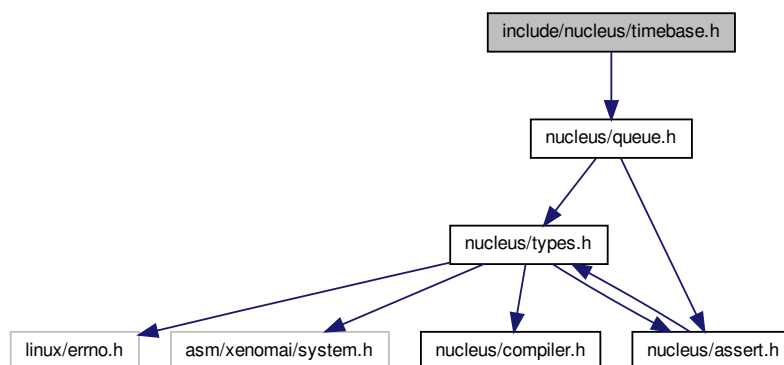 include/nucleus/timebase.h
nucleus/queue.h
nucleus/types.h
linux/errno.h
asm/xenomai/system.h
nucleus/compiler.h
nucleus/assert.h